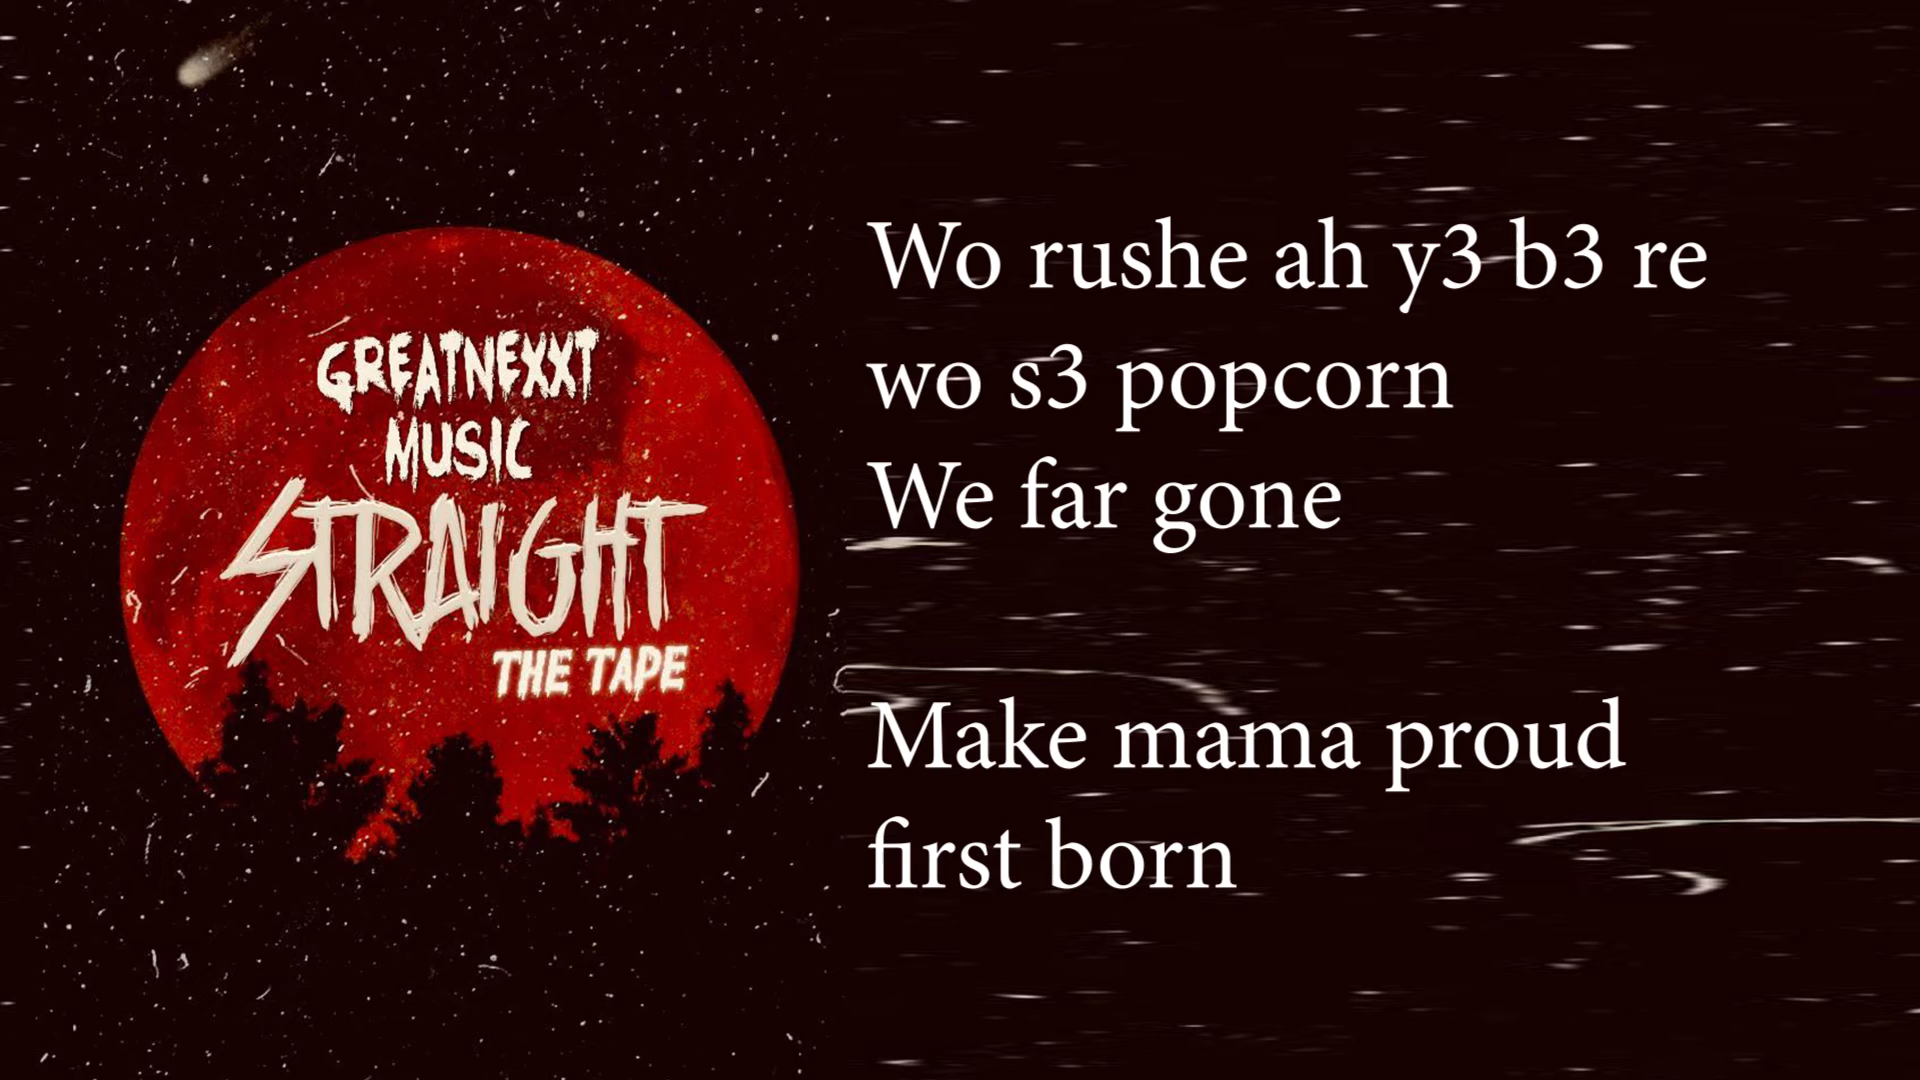 GREATNEXXT
MUSIC
STRAIGHT
THE TAPE
Wo rushe ah y3 b3 re
wo s3 popcorn
We far gone
Make mama proud
first born